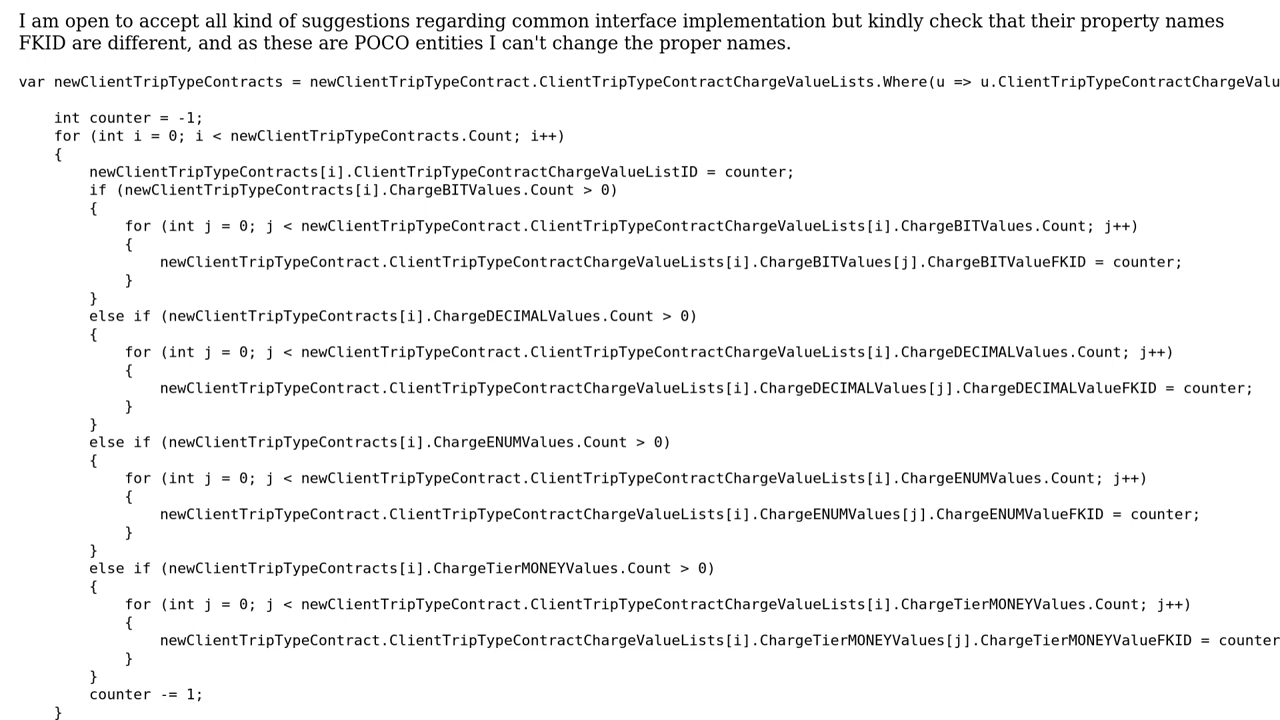 I am open to accept all kind of suggestions regarding common interface implementation but kindly check that their property names
FKID are different, and as these are POCO entities I can't change the proper names.
var newClientTripTypeContracts = newClientTripTypeContract.ClientTripTypeContractChargeValueLists.Where(u => u.ClientTripTypeContractChargeValu
int counter = -1;
for (int i = 0; i < newClientTripTypeContracts.Count; i++)
{
newClientTripTypeContracts[i].ClientTripTypeContractChargeValueListID = counter;
if (newClientTripTypeContracts[i].ChargeBITValues.Count > 0)
{
for (int j = 0; j < newClientTripTypeContract.ClientTripTypeContractChargeValueLists[i].ChargeBITValues.Count; j++)
{
newClientTripTypeContract.ClientTripTypeContractChargeValueLists[i].ChargeBITValues[j].ChargeBITValueFKID = counter;
}
}
else if (newClientTripTypeContracts[i].ChargeDECIMALValues.Count > 0)
{
for (int j = 0; j < newClientTripTypeContract.ClientTripTypeContractChargeValueLists[i].ChargeDECIMALValues.Count; j++)
{
newClientTripTypeContract.ClientTripTypeContractChargeValueLists[i].ChargeDECIMALValues[j].ChargeDECIMALValueFKID = counter;
}
}
else if (newClientTripTypeContracts[i].ChargeENUMValues.Count > 0)
{
for (int j = 0; j < newClientTripTypeContract.ClientTripTypeContractChargeValueLists[i].ChargeENUMValues.Count; j++)
{
newClientTripTypeContract.ClientTripTypeContractChargeValueLists[i].ChargeENUMValues[j].ChargeENUMValueFKID = counter;
}
}
else if (newClientTripTypeContracts[i].ChargeTierMONEYValues.Count > 0)
{
for (int j = 0; j < newClientTripTypeContract.ClientTripTypeContractChargeValueLists[i].ChargeTierMONEYValues.Count; j++)
{
newClientTripTypeContract.ClientTripTypeContractChargeValueLists[i].ChargeTierMONEYValues[j].ChargeTierMONEYValueFKID = counter
}
}
counter -= 1;
}